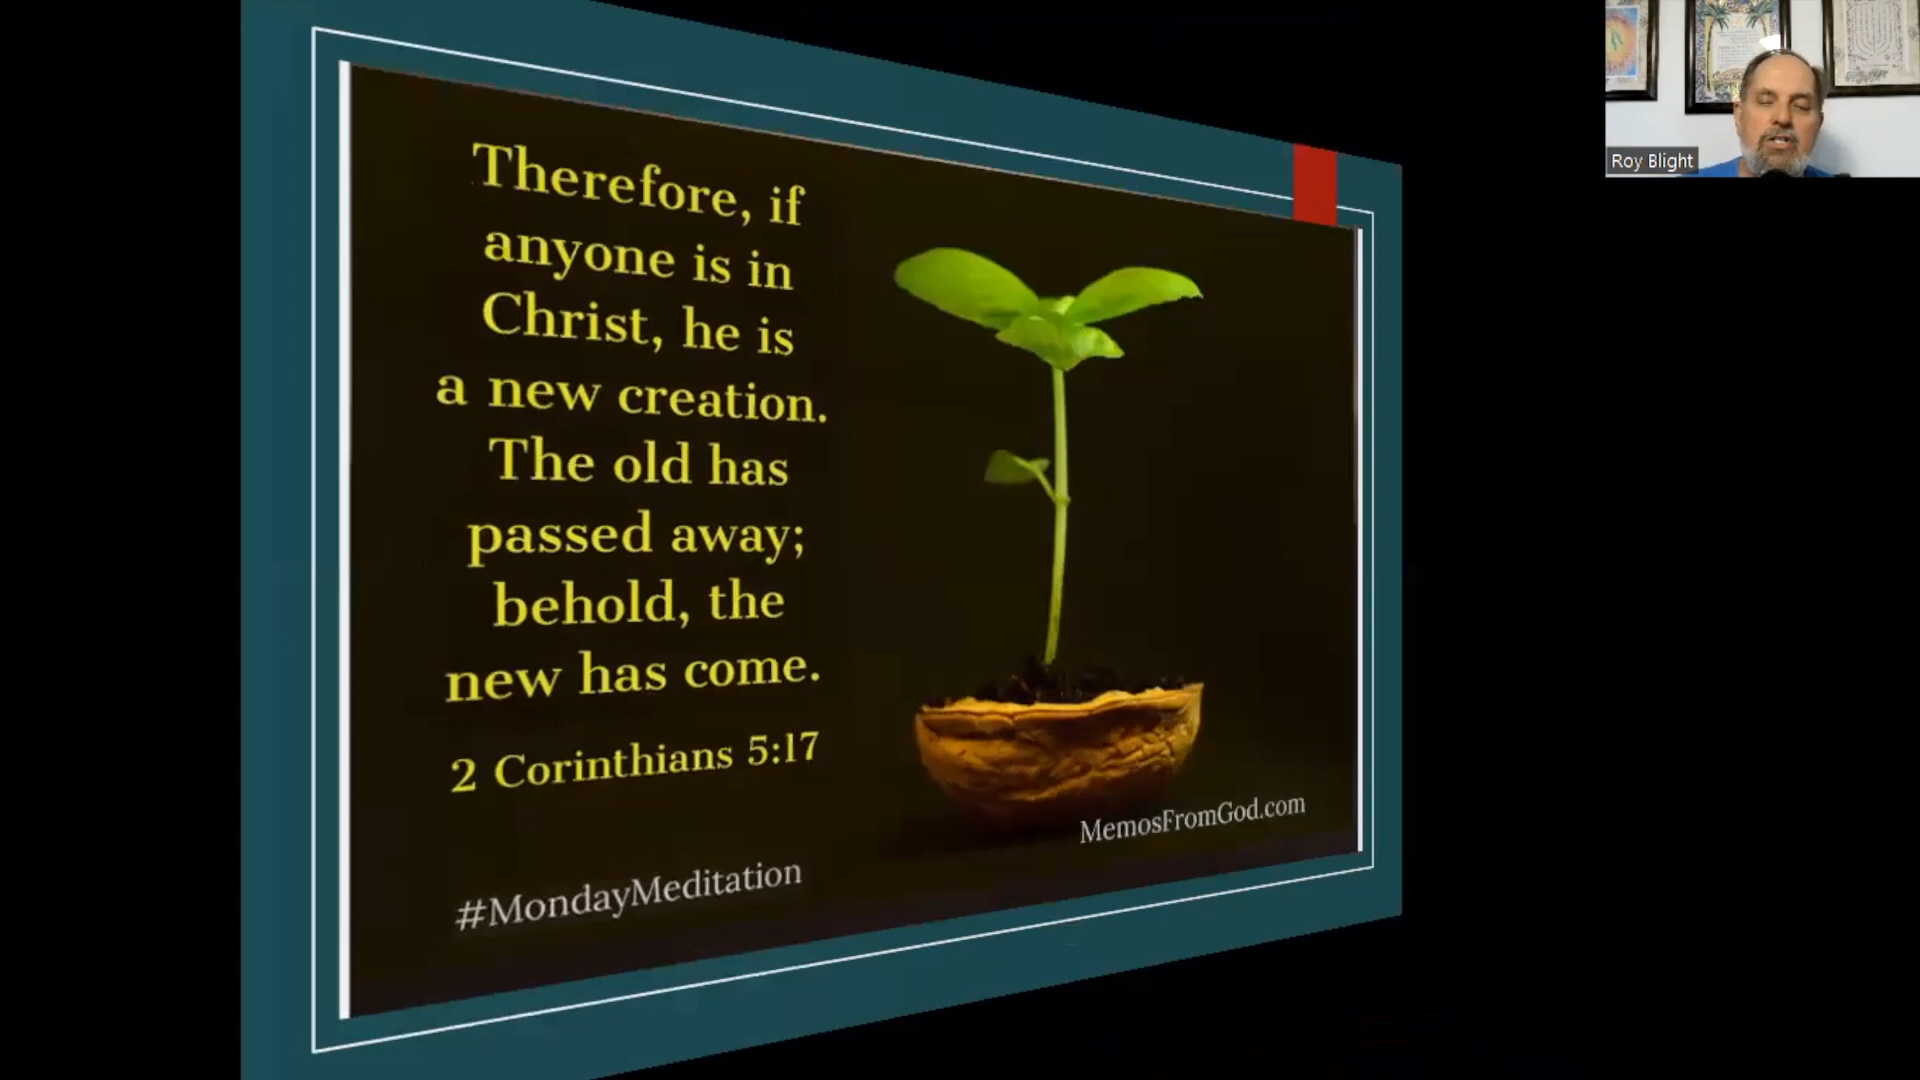 Therefore, if
anyone is in
Christ, he is
a new creation.
The old has
passed away;
behold, the
new has come.
2 Corinthians 5:17
MemosFromGod.com
#MondayMeditation
Roy Blight